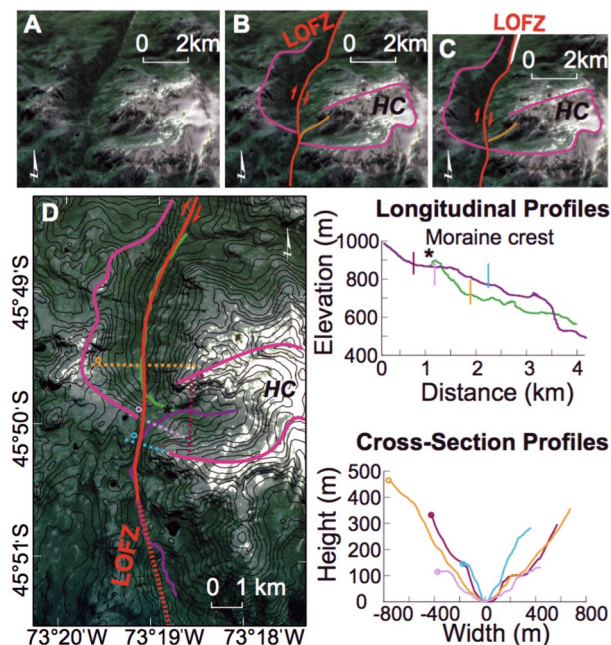 A
0 2km
B
LOFZ
0 2km
HC
LOFZ
C
0 2km
HC
D
HC
LOFZ
0 1 km
45°49'S
45°50'S
45°51'S
73°20'W 73°19'W 73°18'W
Longitudinal Profiles
Moraine crest
*
Elevation (m)
1000
800
600
400
0 1 2 3 4
Distance (km)
Cross-Section Profiles
Height (m)
500
400
300
200
100
0
-800 -400 0 400 800
Width (m)